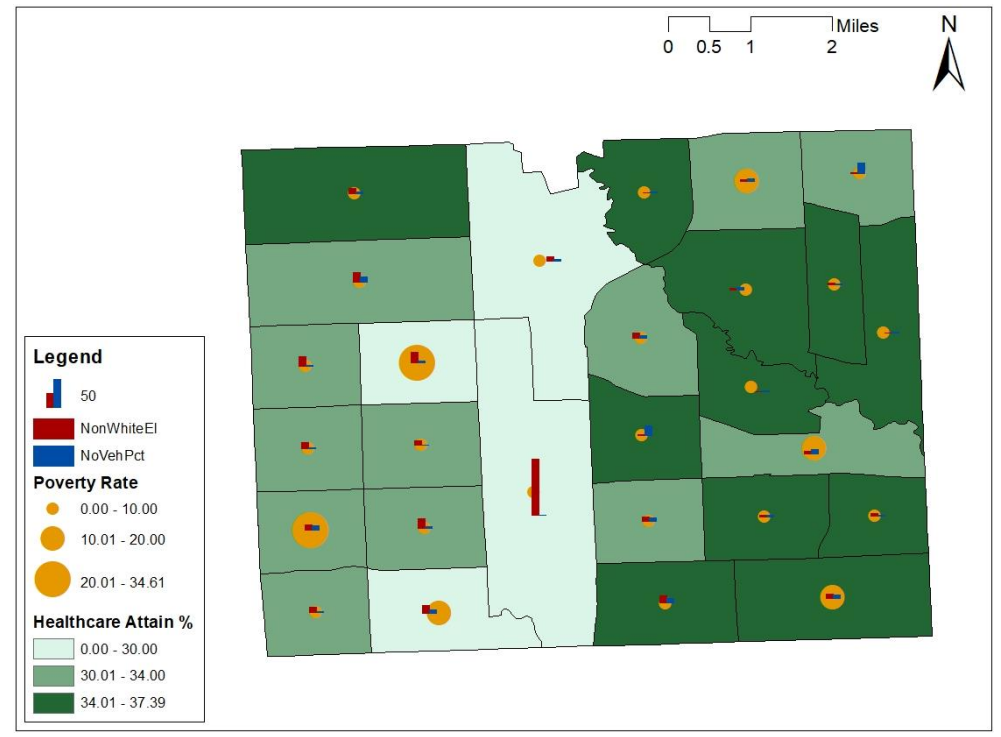 Miles
0 0.5 1 2
N
Legend
50
NonWhiteEl
NoVehPct
Poverty Rate
0.00 - 10.00
10.01 - 20.00
20.01 - 34.61
Healthcare Attain %
0.00 - 30.00
30.01 - 34.00
34.01 - 37.39